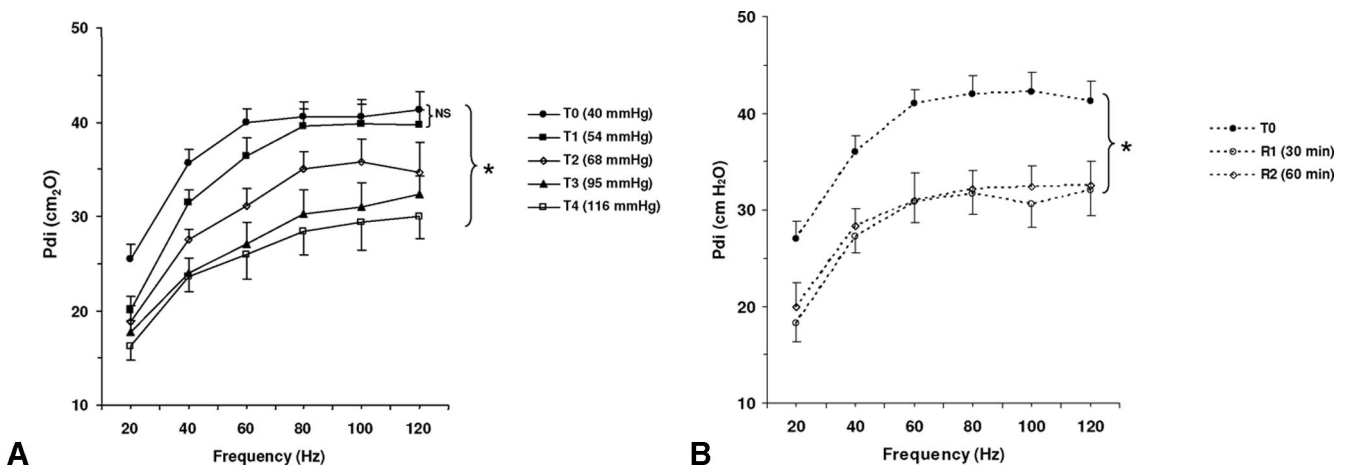 50
40
30
20
10
Pdi (cm₂O)
20 40 60 80 100 120
Frequency (Hz)
NS
*
T0 (40 mmHg)
T1 (54 mmHg)
T2 (68 mmHg)
T3 (95 mmHg)
T4 (116 mmHg)
A
50
40
30
20
10
Pdi (cm H₂O)
20 40 60 80 100 120
Frequency (Hz)
*
T0
R1 (30 min)
R2 (60 min)
B